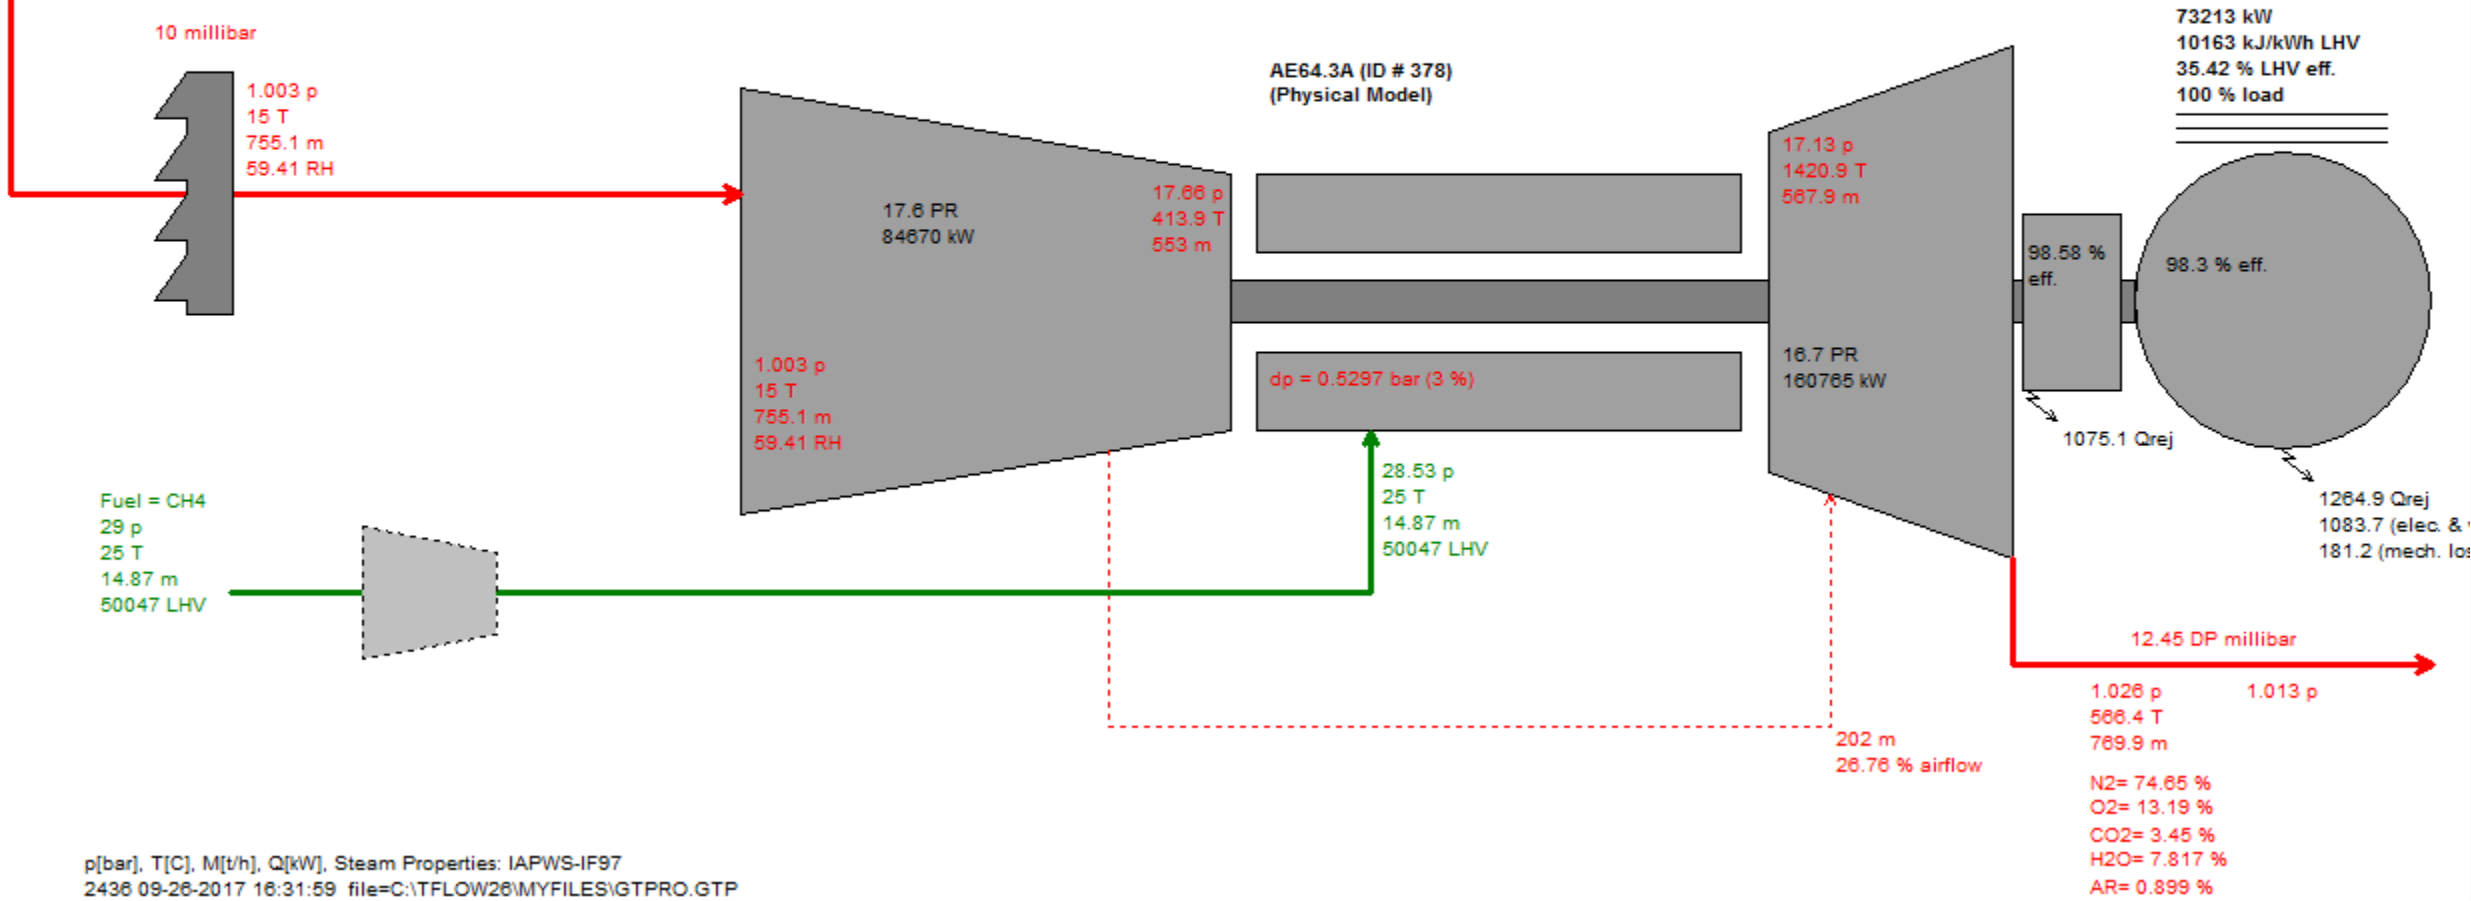 10 millibar
1.003 p
15 T
755.1 m
59.41 RH
17.6 PR
84670 kW
17.66 p
413.9 T
553 m
1.003 p
15 T
755.1 m
59.41 RH
AE64.3A (ID # 378)
(Physical Model)
dp = 0.5297 bar (3 %)
17.13 p
1420.9 T
567.9 m
16.7 PR
160765 kW
73213 kW
10163 kJ/kWh LHV
35.42 % LHV eff.
100 % load
98.58 %
eff.
98.3 % eff.
1075.1 Qrej
1264.9 Qrej
1083.7 (elec. &
181.2 (mech.
Fuel = CH4
29 p
25 T
14.87 m
50047 LHV
28.53 p
25 T
14.87 m
50047 LHV
202 m
26.76 % airflow
12.45 DP millibar
1.026 p
566.4 T
769.9 m
1.013 p
N2= 74.65 %
O2= 13.19 %
CO2= 3.45 %
H2O= 7.817 %
AR= 0.899 %
p[bar], T[C], M[t/h], Q[kW], Steam Properties: IAPWS-IF97
2436 09-26-2017 16:31:59 file=C:\TFLOW26\MYFILES\GTPRO.GTP